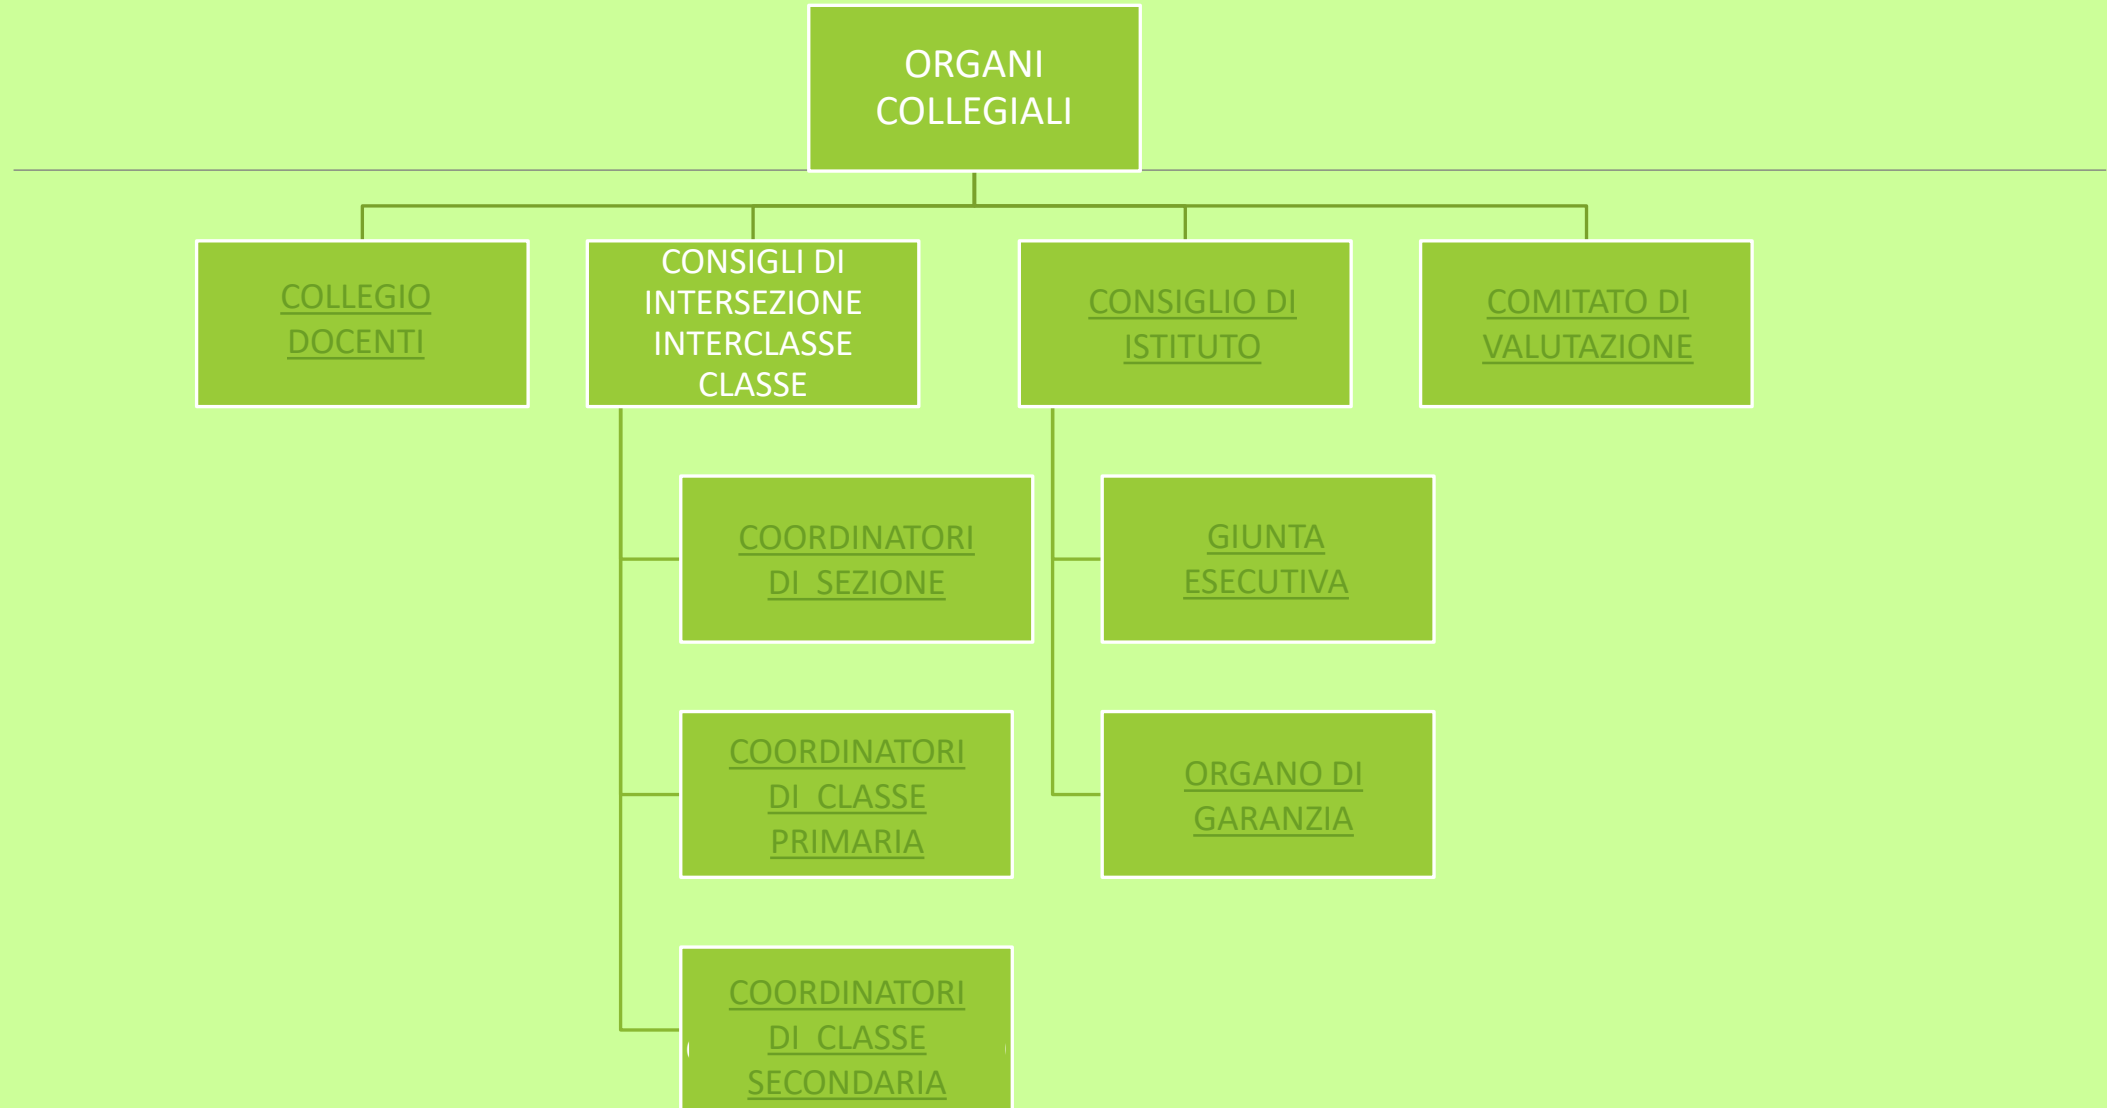 ORGANI
COLLEGIALI
COLLEGIO
DOCENTI
CONSIGLI DI
INTERSEZIONE
INTERCLASSE
CLASSE
CONSIGLIO DI
ISTITUTO
COMITATO DI
VALUTAZIONE
COORDINATORI
DI  SEZIONE
COORDINATORI
DI  CLASSE
PRIMARIA
COORDINATORI
DI  CLASSE
SECONDARIA
GIUNTA
ESECUTIVA
ORGANO DI
GARANZIA